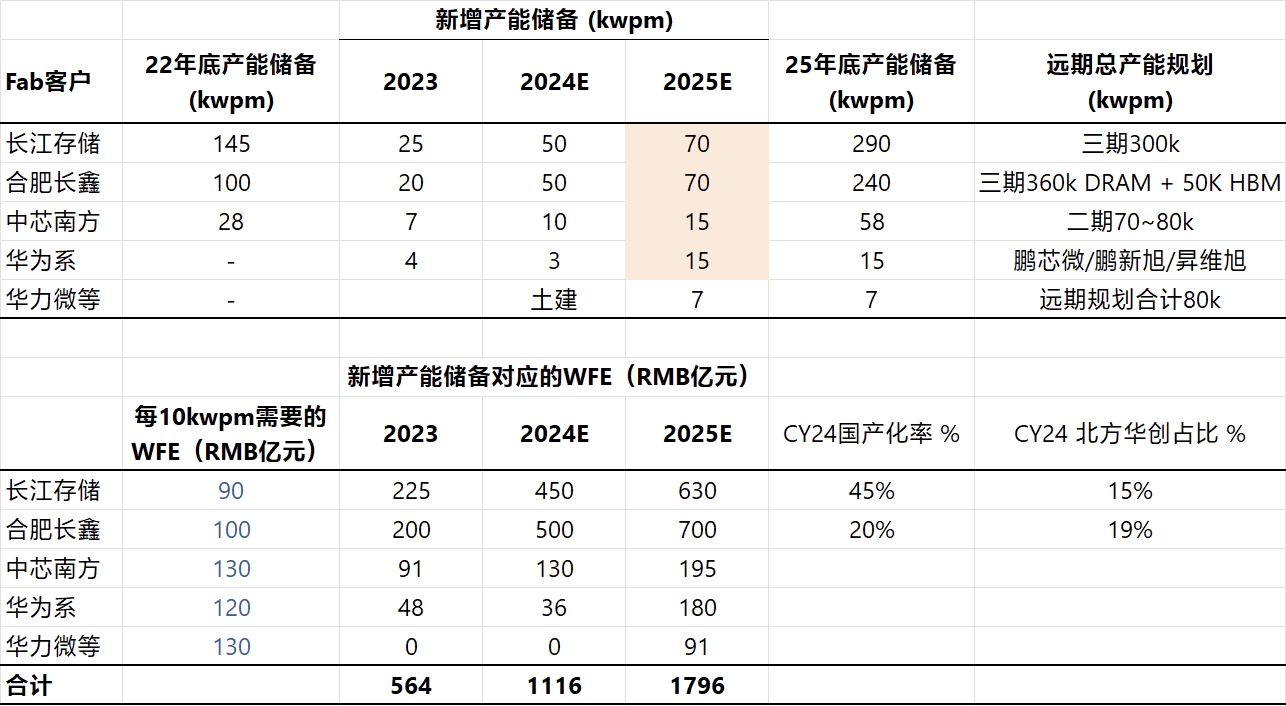 新增产能储备 (kwpm)
Fab客户 22年底产能储备 (kwpm) 2023 2024E 2025E 25年底产能储备 (kwpm) 远期总产能规划 (kwpm)
长江存储 145 25 50 70 290 三期300k
合肥长鑫 100 20 50 70 240 三期360k DRAM + 50K HBM
中芯南方 28 7 10 15 58 二期70~80k
华为系 - 4 3 15 15 鹏芯微/鹏新旭/昇维旭
华力微等 - 土建 7 7 远期规划合计80k
新增产能储备对应的WFE（RMB亿元）
每10kwpm需要的WFE（RMB亿元） 2023 2024E 2025E CY24国产化率 % CY24 北方华创占比 %
长江存储 90 225 450 630 45% 15%
合肥长鑫 100 200 500 700 20% 19%
中芯南方 130 91 130 195
华为系 120 48 36 180
华力微等 130 0 0 91
合计 564 1116 1796